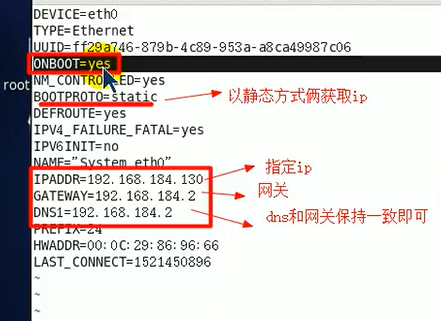 DEVICE=eth0
TYPE=Ethernet
UUID=ff29a746-879b-4c89-953a-a8ca49987c06
ONBOOT=yes
NM_CONTROLLED=yes
root
BOOTPROTO=static
以静态方式俩获取ip
DEFROUTE=yes
IPV4_FAILURE_FATAL=yes
IPV6INIT=no
NAME="System eth0"
指定ip
IPADDR=192.168.184.130
网关
GATEWAY=192.168.184.2
DNS1=192.168.184.2
dns和网关保持一致即可
PREFIX=24
HWADDR=00:0C:29:86:96:66
LAST_CONNECT=1521450896
~
~